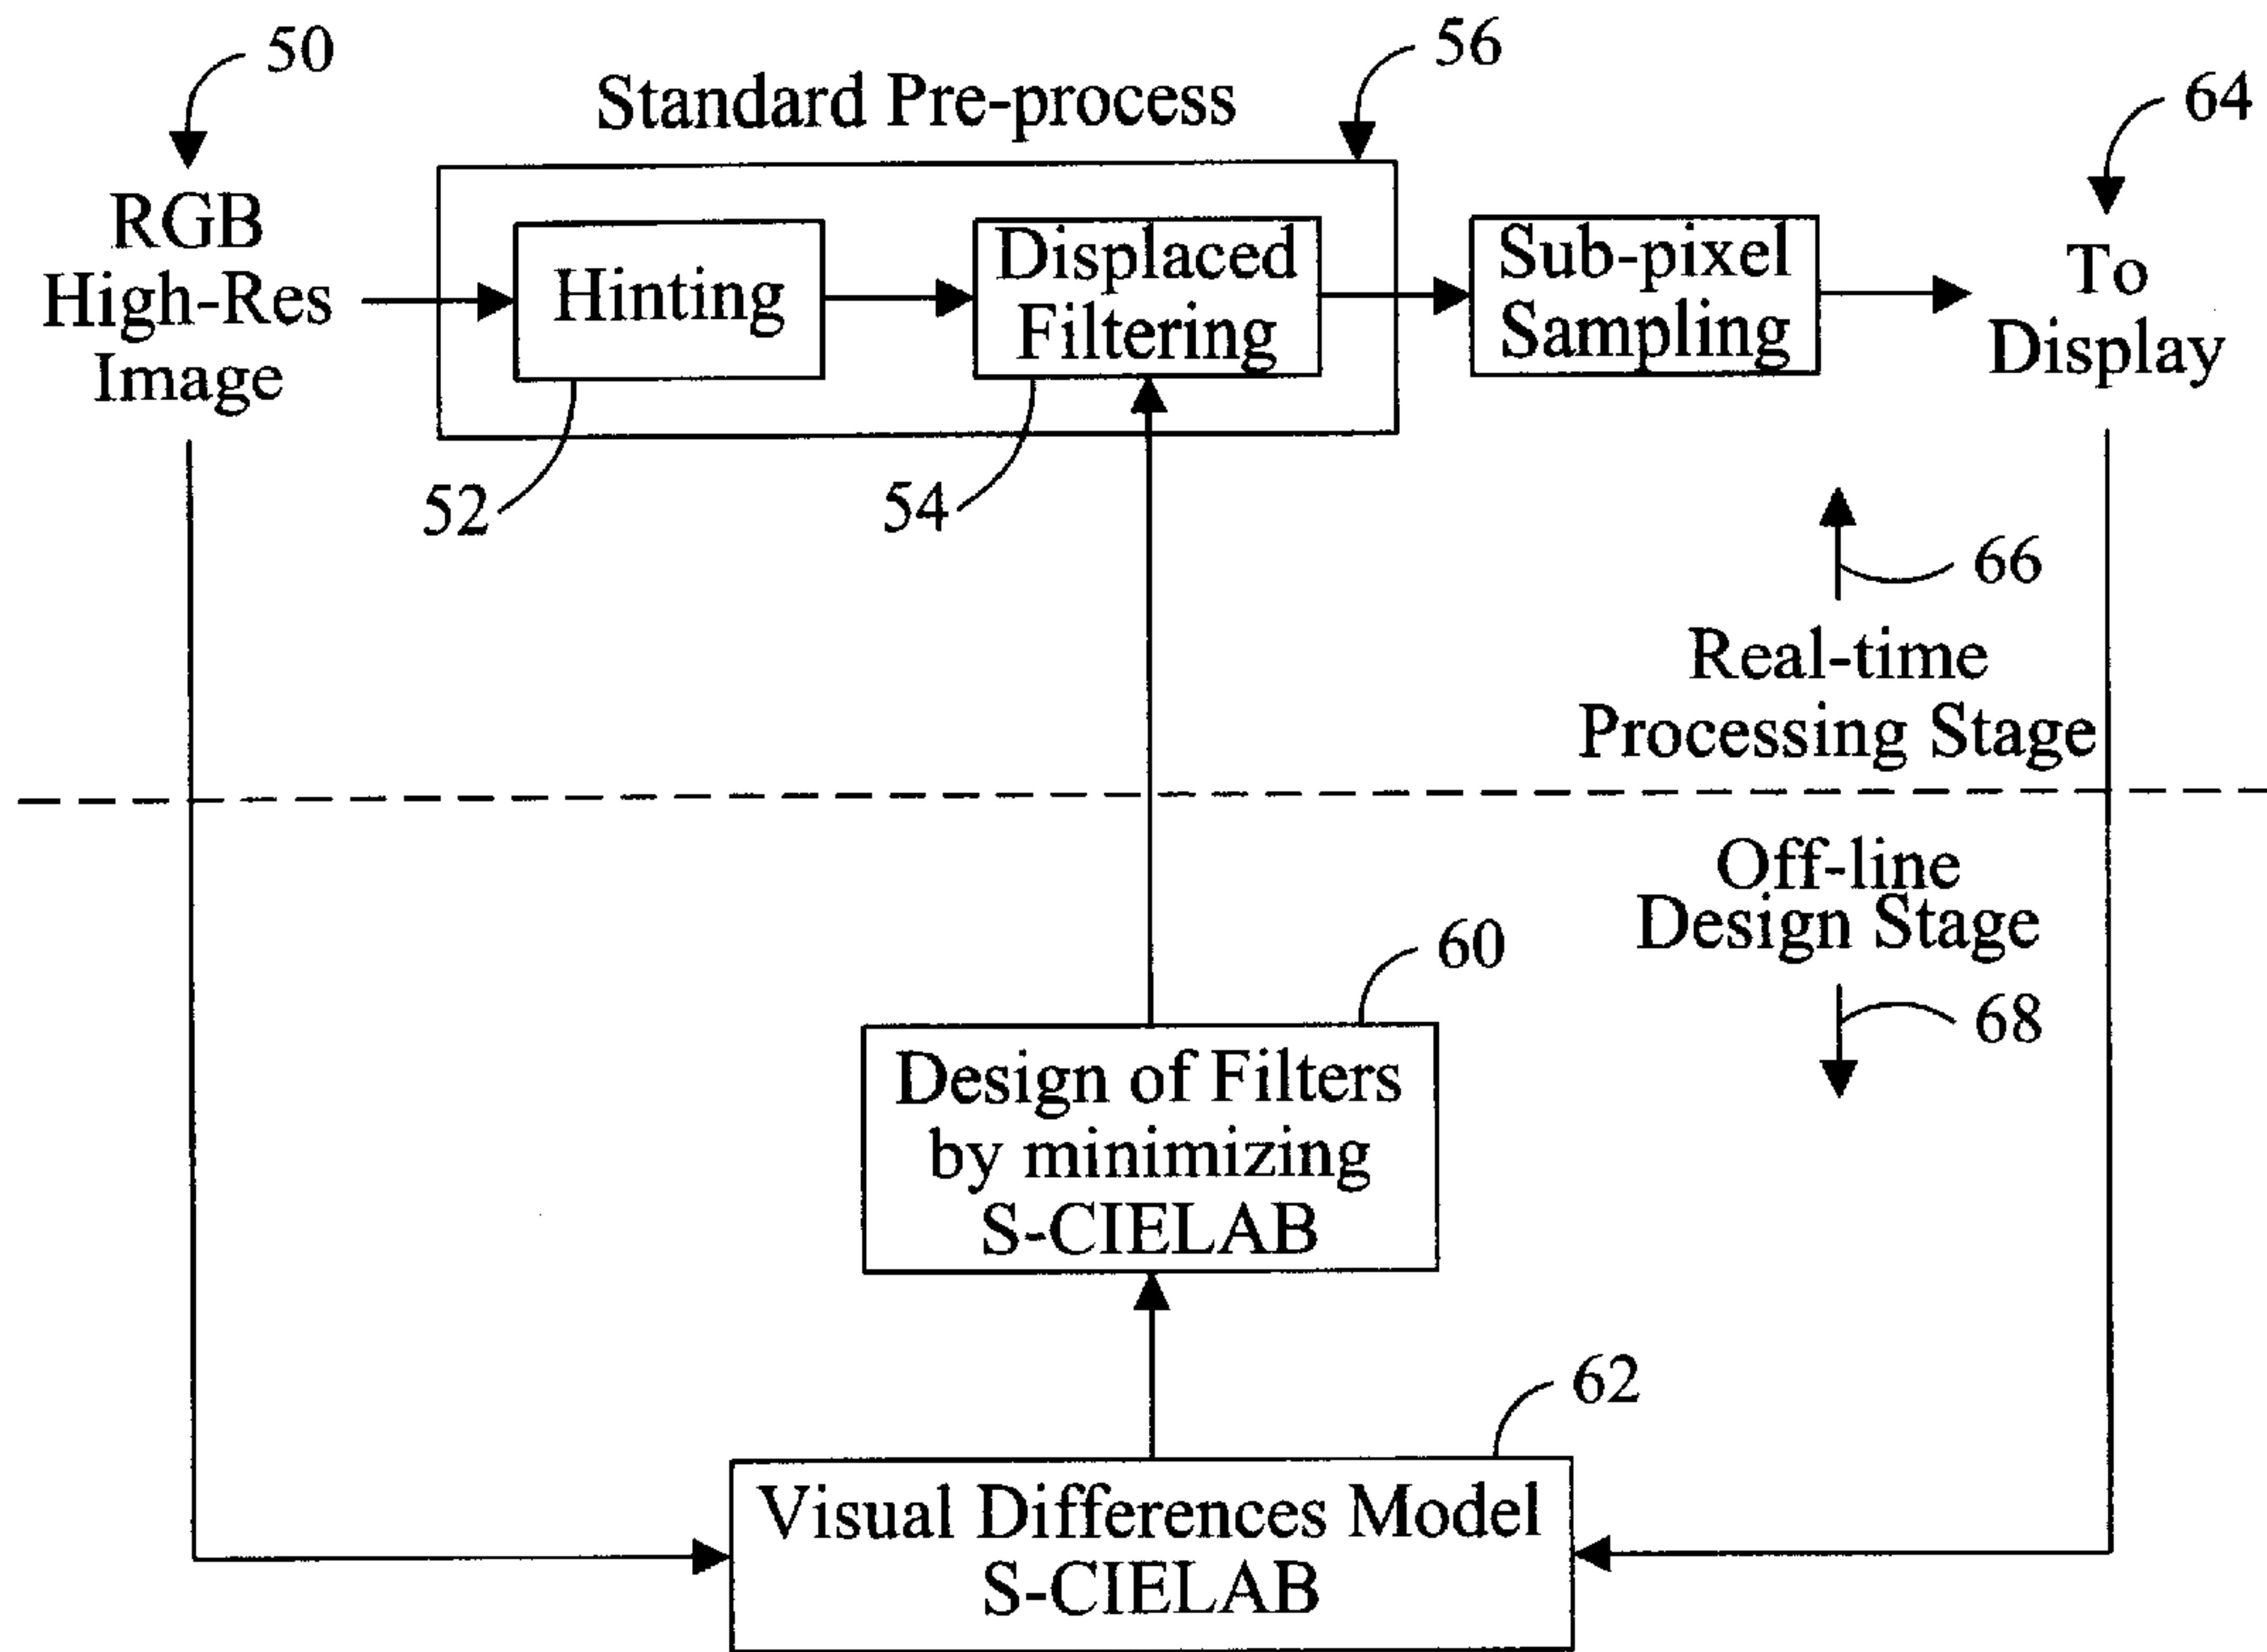 50
56
Standard Pre-process
64
RGB
High-Res
Image
Hinting
Displaced
Filtering
Sub-pixel
Sampling
To
Display
52
54
66
Real-time
Processing Stage
Off-line
Design Stage
60
68
Design of Filters
by minimizing
S-CIELAB
62
Visual Differences Model
S-CIELAB